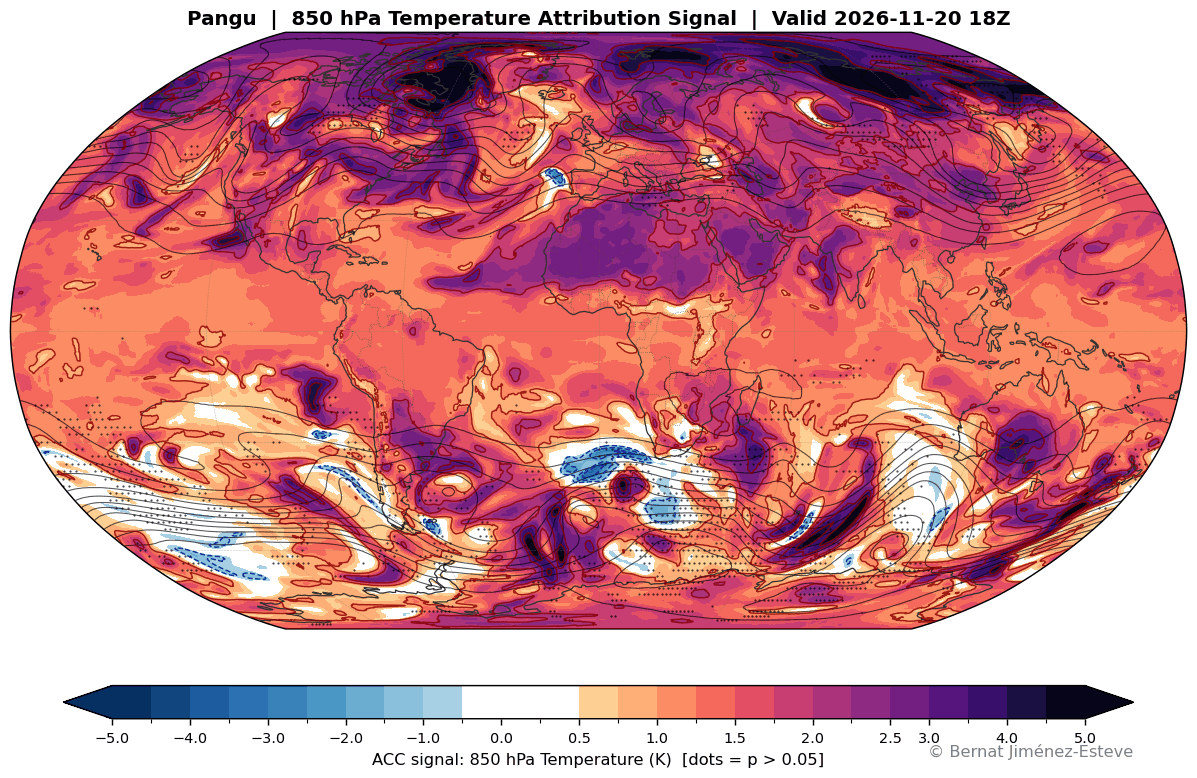 Pangu | 850 hPa Temperature Attribution Signal | Valid 2026-11-20 18Z
−5.0 −4.0 −3.0 −2.0 −1.0 0.0 0.5 1.0 1.5 2.0 2.5 3.0 4.0 5.0
© Bernat Jiménez-Esteve
ACC signal: 850 hPa Temperature (K) [dots = p > 0.05]